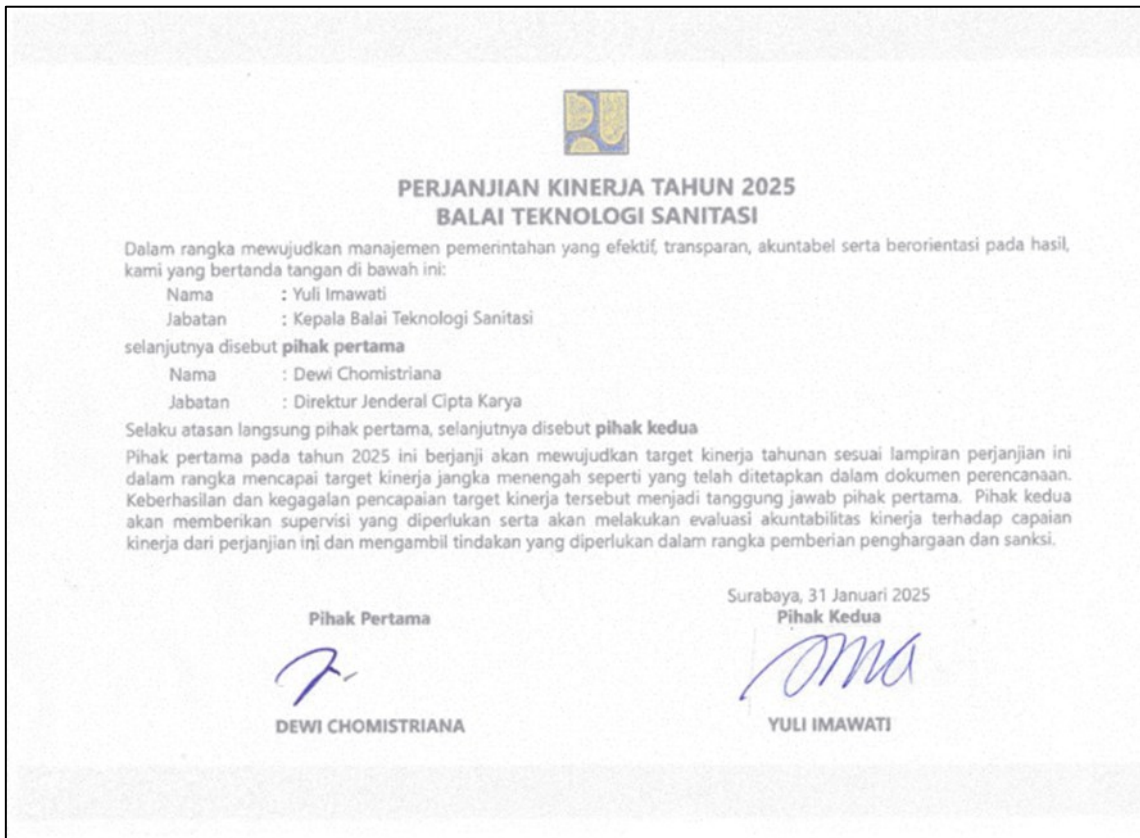 PERJANJIAN KINERJA TAHUN 2025
BALAI TEKNOLOGI SANITASI
Dalam rangka mewujudkan manajemen pemerintahan yang efektif, transparan, akuntabel serta berorientasi pada hasil,
kami yang bertanda tangan di bawah ini:
Nama : Yuli Imawati
Jabatan : Kepala Balai Teknologi Sanitasi
selanjutnya disebut pihak pertama
Nama : Dewi Chomistriana
Jabatan : Direktur Jenderal Cipta Karya
Selaku atasan langsung pihak pertama, selanjutnya disebut pihak kedua
Pihak pertama pada tahun 2025 ini berjanji akan mewujudkan target kinerja tahunan sesuai lampiran perjanjian ini
dalam rangka mencapai target kinerja jangka menengah seperti yang telah ditetapkan dalam dokumen perencanaan.
Keberhasilan dan kegagalan pencapaian target kinerja tersebut menjadi tanggung jawab pihak pertama. Pihak kedua
akan memberikan supervisi yang diperlukan serta akan melakukan evaluasi akuntabilitas kinerja terhadap capaian
kinerja dari perjanjian ini dan mengambil tindakan yang diperlukan dalam rangka pemberian penghargaan dan sanksi.
Surabaya, 31 Januari 2025
Pihak Pertama Pihak Kedua
DEWI CHOMISTRIANA YULI IMAWATI